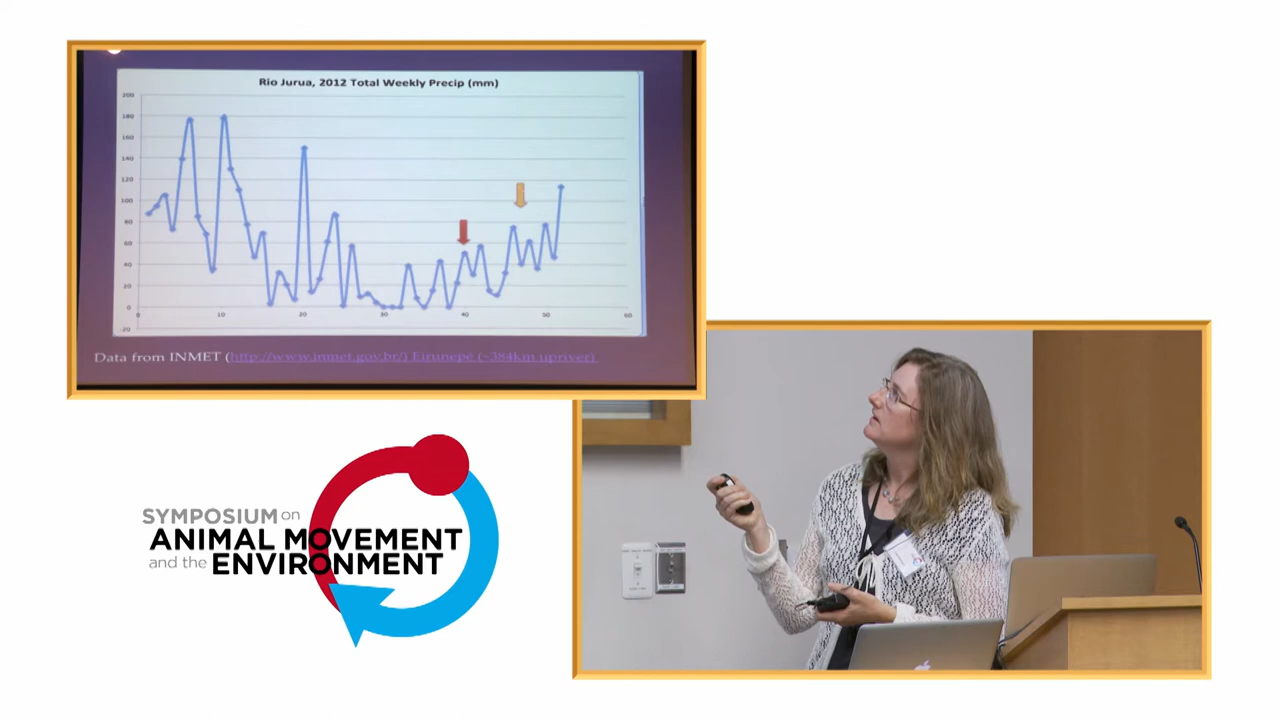 Rio Jurua, 2012 Total Weekly Precip (mm)
200
180
160
140
120
100
80
60
40
20
0
-20
0 10 20 30 40 50 60
Data from INMET (http://www.inmet.gov.br/) Eirunepé (~384km upriver)
SYMPOSIUM on
ANIMAL MOVEMENT
and the ENVIRONMENT